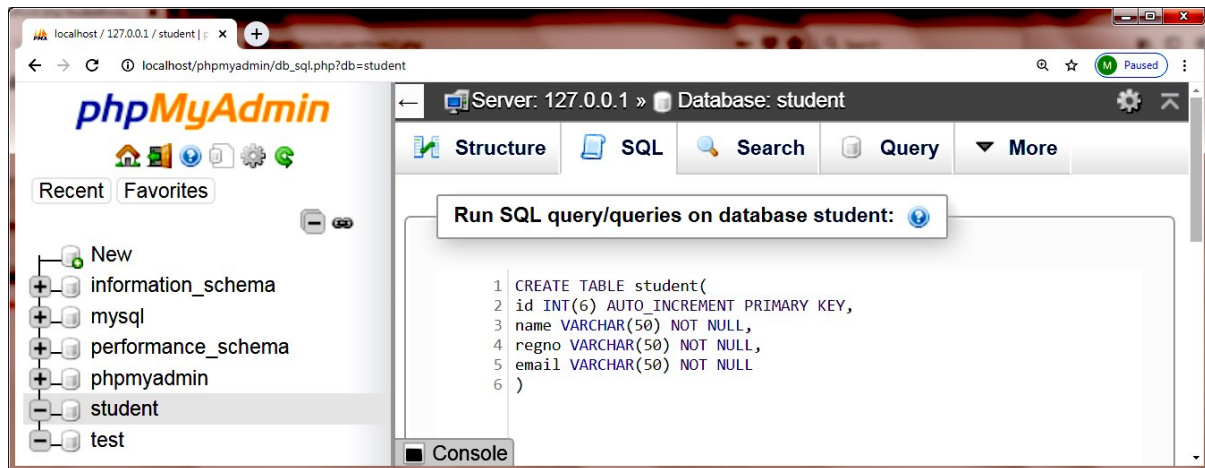 localhost / 127.0.0.1 / student | p
localhost/phpmyadmin/db_sql.php?db=student
M Paused
phpMyAdmin
Recent Favorites
New
information_schema
mysql
performance_schema
phpmyadmin
student
test
Server: 127.0.0.1 » Database: student
Structure SQL Search Query More
Run SQL query/queries on database student:
1 CREATE TABLE student(
2 id INT(6) AUTO_INCREMENT PRIMARY KEY,
3 name VARCHAR(50) NOT NULL,
4 regno VARCHAR(50) NOT NULL,
5 email VARCHAR(50) NOT NULL
6 )
Console